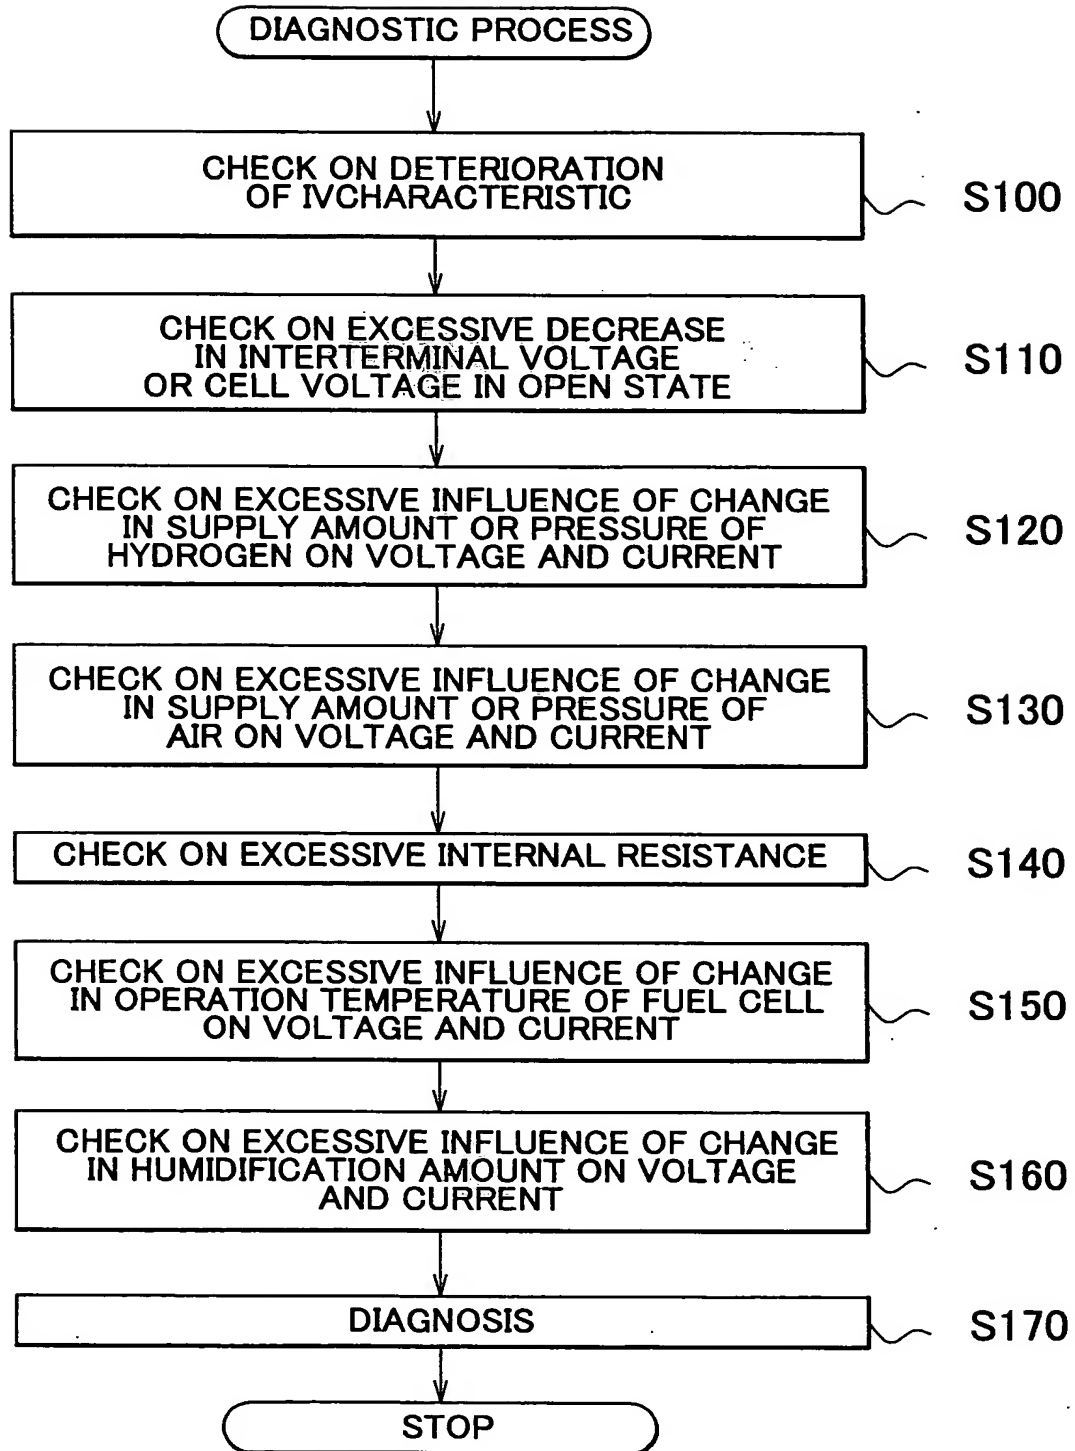 DIAGNOSTIC PROCESS
CHECK ON DETERIORATION
OF IVCHARACTERISTIC
S100
CHECK ON EXCESSIVE DECREASE
IN INTERTERMINAL VOLTAGE
OR CELL VOLTAGE IN OPEN STATE
S110
CHECK ON EXCESSIVE INFLUENCE OF CHANGE
IN SUPPLY AMOUNT OR PRESSURE OF
HYDROGEN ON VOLTAGE AND CURRENT
S120
CHECK ON EXCESSIVE INFLUENCE OF CHANGE
IN SUPPLY AMOUNT OR PRESSURE OF
AIR ON VOLTAGE AND CURRENT
S130
CHECK ON EXCESSIVE INTERNAL RESISTANCE
S140
CHECK ON EXCESSIVE INFLUENCE OF CHANGE
IN OPERATION TEMPERATURE OF FUEL CELL
ON VOLTAGE AND CURRENT
S150
CHECK ON EXCESSIVE INFLUENCE OF CHANGE
IN HUMIDIFICATION AMOUNT ON VOLTAGE
AND CURRENT
S160
DIAGNOSIS
S170
STOP